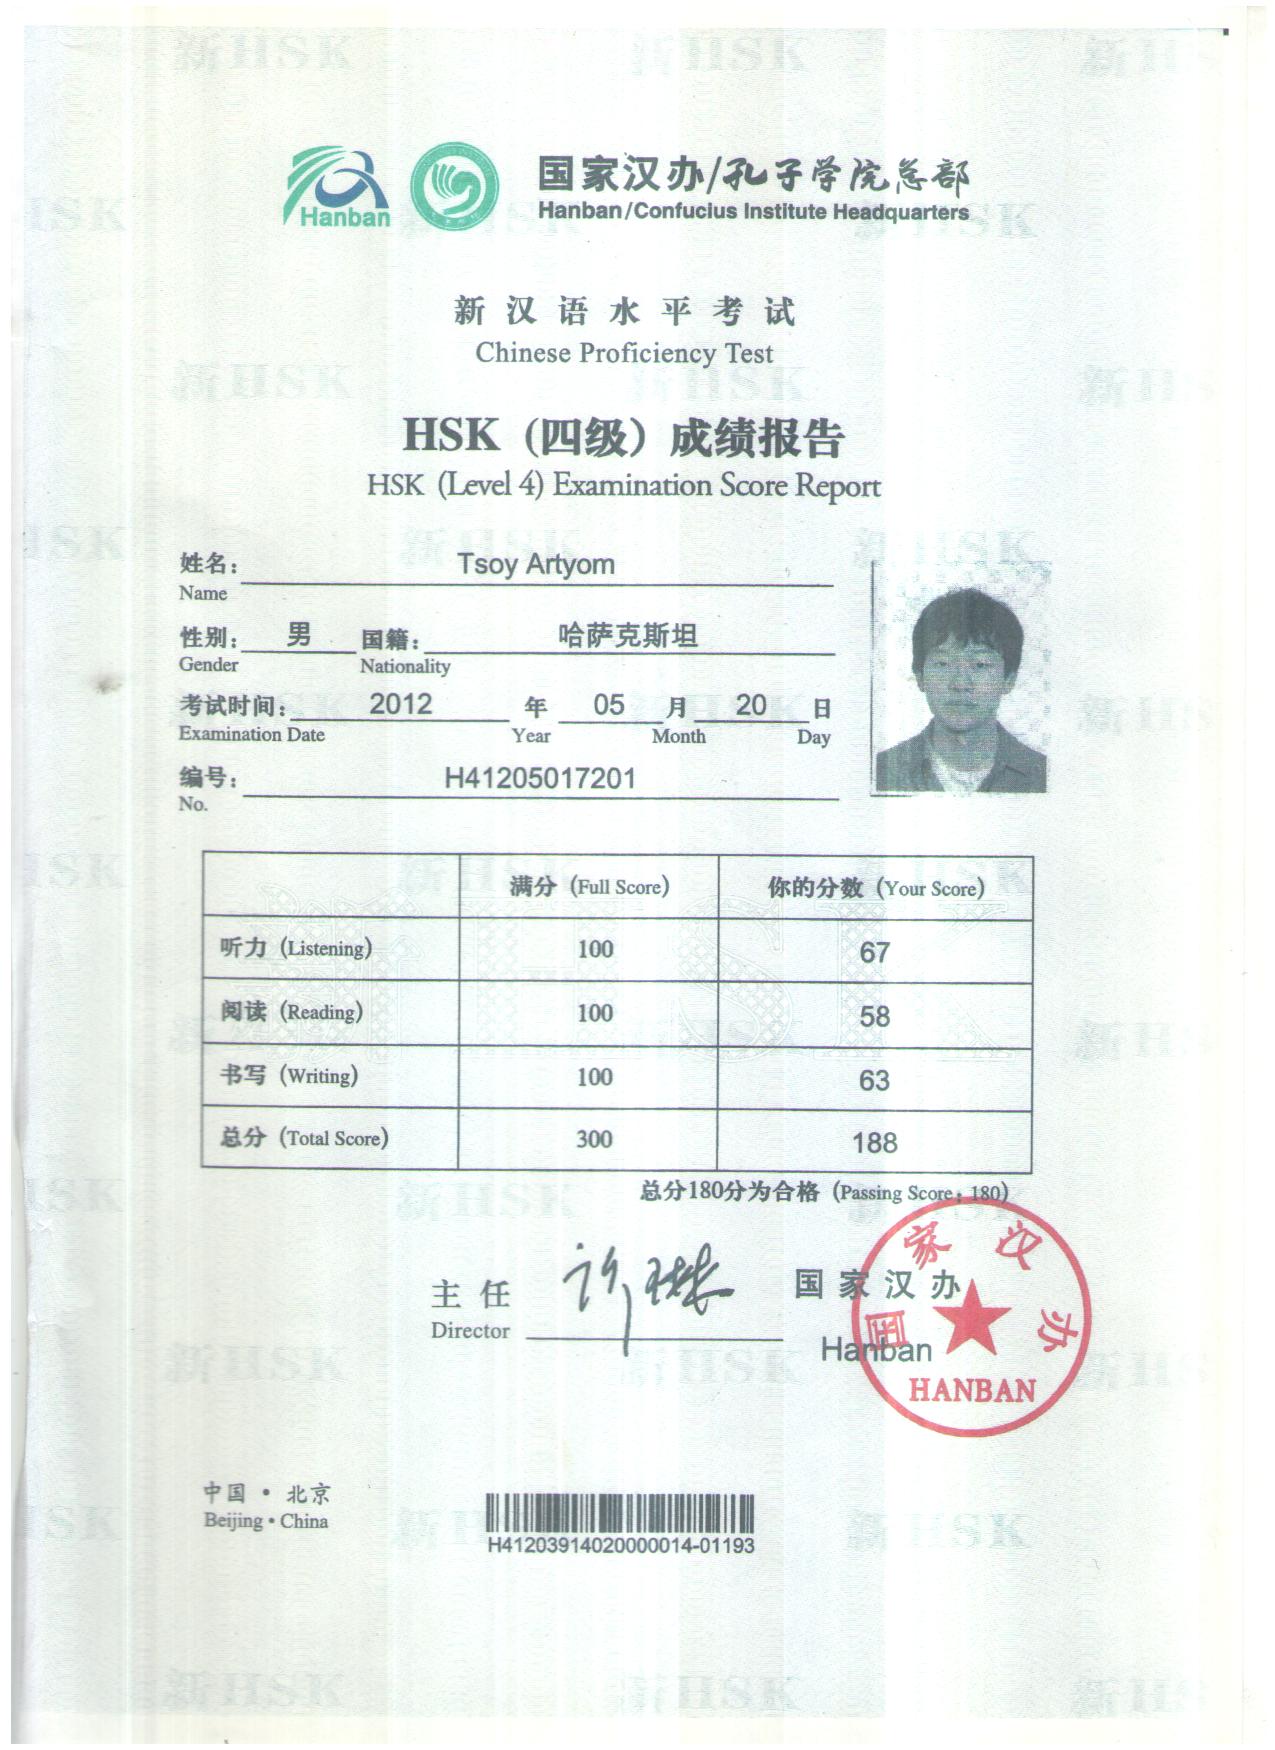 Hanban
国家汉办/孔子学院总部
Hanban/Confucius Institute Headquarters
新汉语水平考试
Chinese Proficiency Test
HSK（四级）成绩报告
HSK (Level 4) Examination Score Report
姓名: Tsoy Artyom
Name
性别: 男 国籍: 哈萨克斯坦
Gender Nationality
考试时间: 2012 年 05 月 20 日
Examination Date Year Month Day
编号: H41205017201
No.
满分 (Full Score) 你的分数 (Your Score)
听力 (Listening) 100 67
阅读 (Reading) 100 58
书写 (Writing) 100 63
总分 (Total Score) 300 188
总分180分为合格 (Passing Score: 180)
主任 许琳 国家汉办
Director Hanban
国家汉办
HANBAN
中国·北京
Beijing·China
H41203914020000014-01193